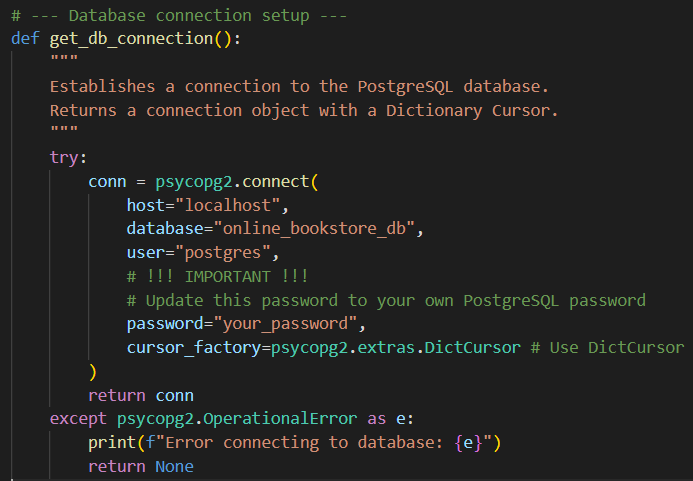 # --- Database connection setup ---
def get_db_connection():
    """
    Establishes a connection to the PostgreSQL database.
    Returns a connection object with a Dictionary Cursor.
    """
    try:
        conn = psycopg2.connect(
            host="localhost",
            database="online_bookstore_db",
            user="postgres",
            # !!! IMPORTANT !!!
            # Update this password to your own PostgreSQL password
            password="your_password",
            cursor_factory=psycopg2.extras.DictCursor # Use DictCursor
        )
        return conn
    except psycopg2.OperationalError as e:
        print(f"Error connecting to database: {e}")
        return None